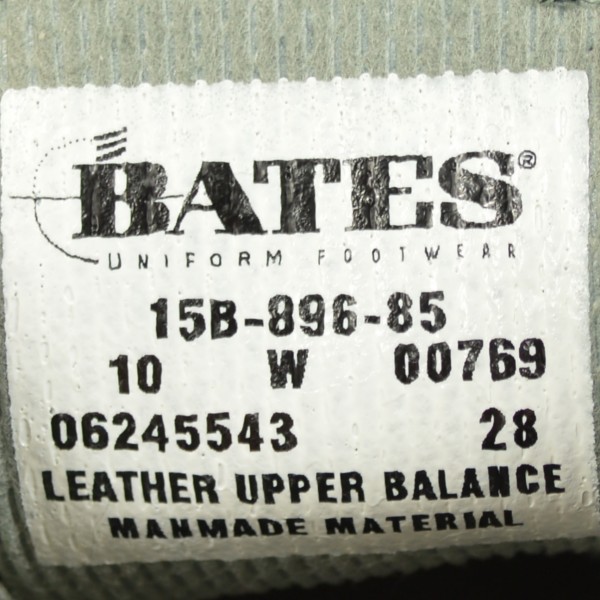 BATES®
UNIFORM FOOTWEAR
15B-896-85
10 W 00769
06245543 28
LEATHER UPPER BALANCE
MANMADE MATERIAL